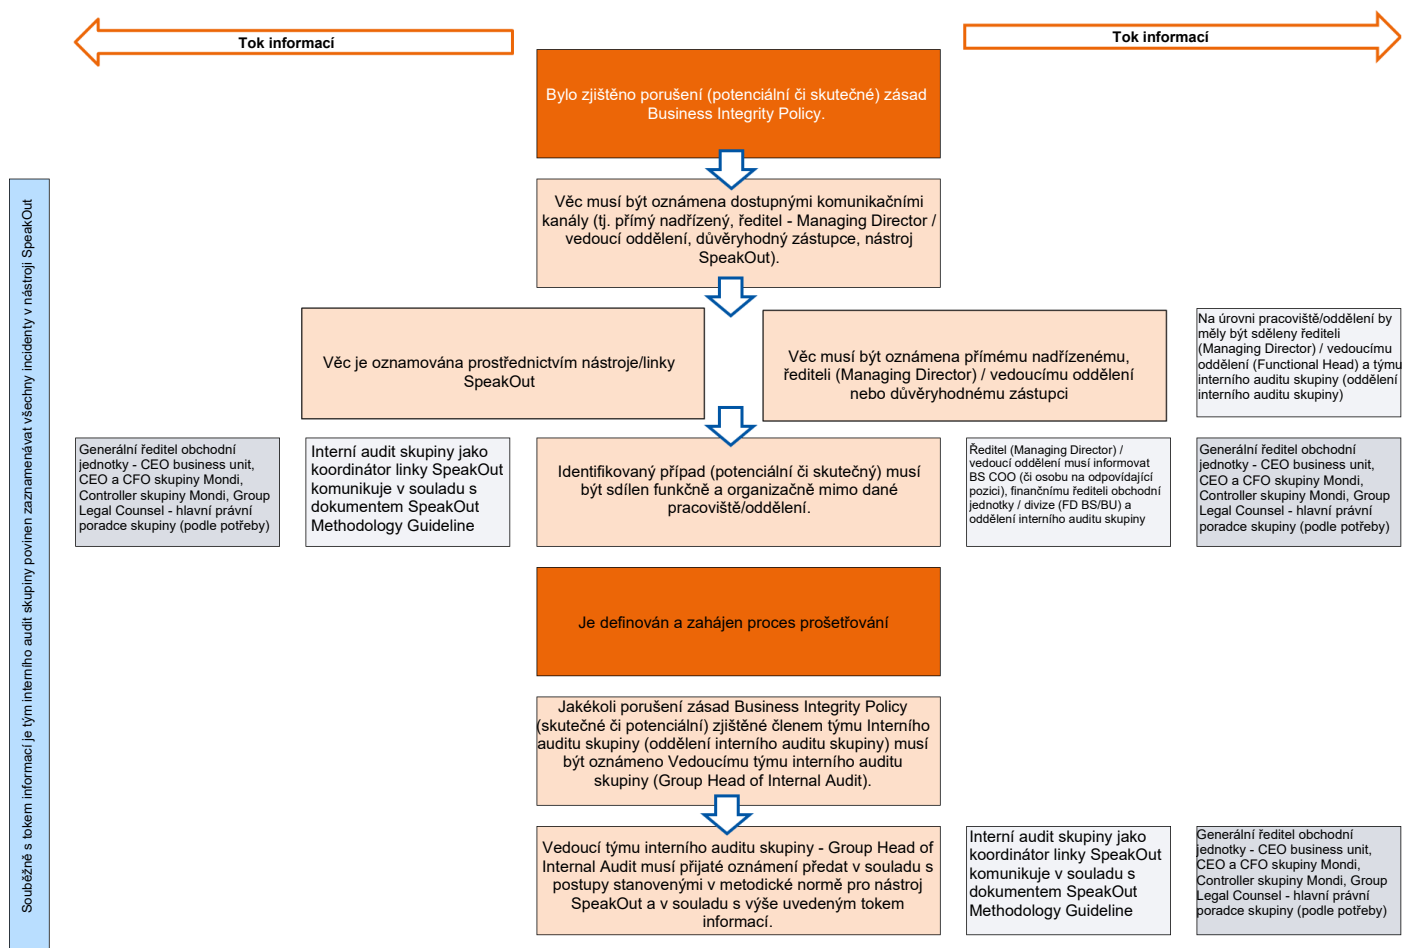 Tok informací
Tok informací
Bylo zjištěno porušení (potenciální či skutečné) zásad
Business Integrity Policy.
Souběžně s tokem informací je tým interního audit skupiny povinen zaznamenávat všechny incidenty v nástroji SpeakOut
Věc musí být oznámena dostupnými komunikačními
kanály (tj. přímý nadřízený, ředitel - Managing Director /
vedoucí oddělení, důvěryhodný zástupce, nástroj
SpeakOut).
Věc je oznamována prostřednictvím nástroje/linky
SpeakOut
Věc musí být oznámena přímému nadřízenému,
řediteli (Managing Director) / vedoucímu oddělení
nebo důvěryhodnému zástupci
Na úrovni pracoviště/oddělení by
měly být sděleny řediteli
(Managing Director) / vedoucímu
oddělení (Functional Head) a týmu
interního auditu skupiny (oddělení
interního auditu skupiny)
Generální ředitel obchodní
jednotky - CEO business unit,
CEO a CFO skupiny Mondi,
Controller skupiny Mondi, Group
Legal Counsel - hlavní právní
poradce skupiny (podle potřeby)
Interní audit skupiny jako
koordinátor linky SpeakOut
komunikuje v souladu s
dokumentem SpeakOut
Methodology Guideline
Identifikovaný případ (potenciální či skutečný) musí
být sdílen funkčně a organizačně mimo dané
pracoviště/oddělení.
Ředitel (Managing Director) /
vedoucí oddělení musí informovat
BS COO (či osobu na odpovídající
pozici), finančnímu řediteli obchodní
jednotky / divize (FD BS/BU) a
oddělení interního auditu skupiny
Generální ředitel obchodní
jednotky - CEO business unit,
CEO a CFO skupiny Mondi,
Controller skupiny Mondi, Group
Legal Counsel - hlavní právní
poradce skupiny (podle potřeby)
Je definován a zahájen proces prošetřování
Jakékoli porušení zásad Business Integrity Policy
(skutečné či potenciální) zjištěné členem týmu Interního
auditu skupiny (oddělení interního auditu skupiny) musí
být oznámeno Vedoucímu týmu interního auditu
skupiny (Group Head of Internal Audit).
Vedoucí týmu interního auditu skupiny - Group Head of
Internal Audit musí přijaté oznámení předat v souladu s
postupy stanovenými v metodické normě pro nástroj
SpeakOut a v souladu s výše uvedeným tokem
informací.
Interní audit skupiny jako
koordinátor linky SpeakOut
komunikuje v souladu s
dokumentem SpeakOut
Methodology Guideline
Generální ředitel obchodní
jednotky - CEO business unit,
CEO a CFO skupiny Mondi,
Controller skupiny Mondi, Group
Legal Counsel - hlavní právní
poradce skupiny (podle potřeby)